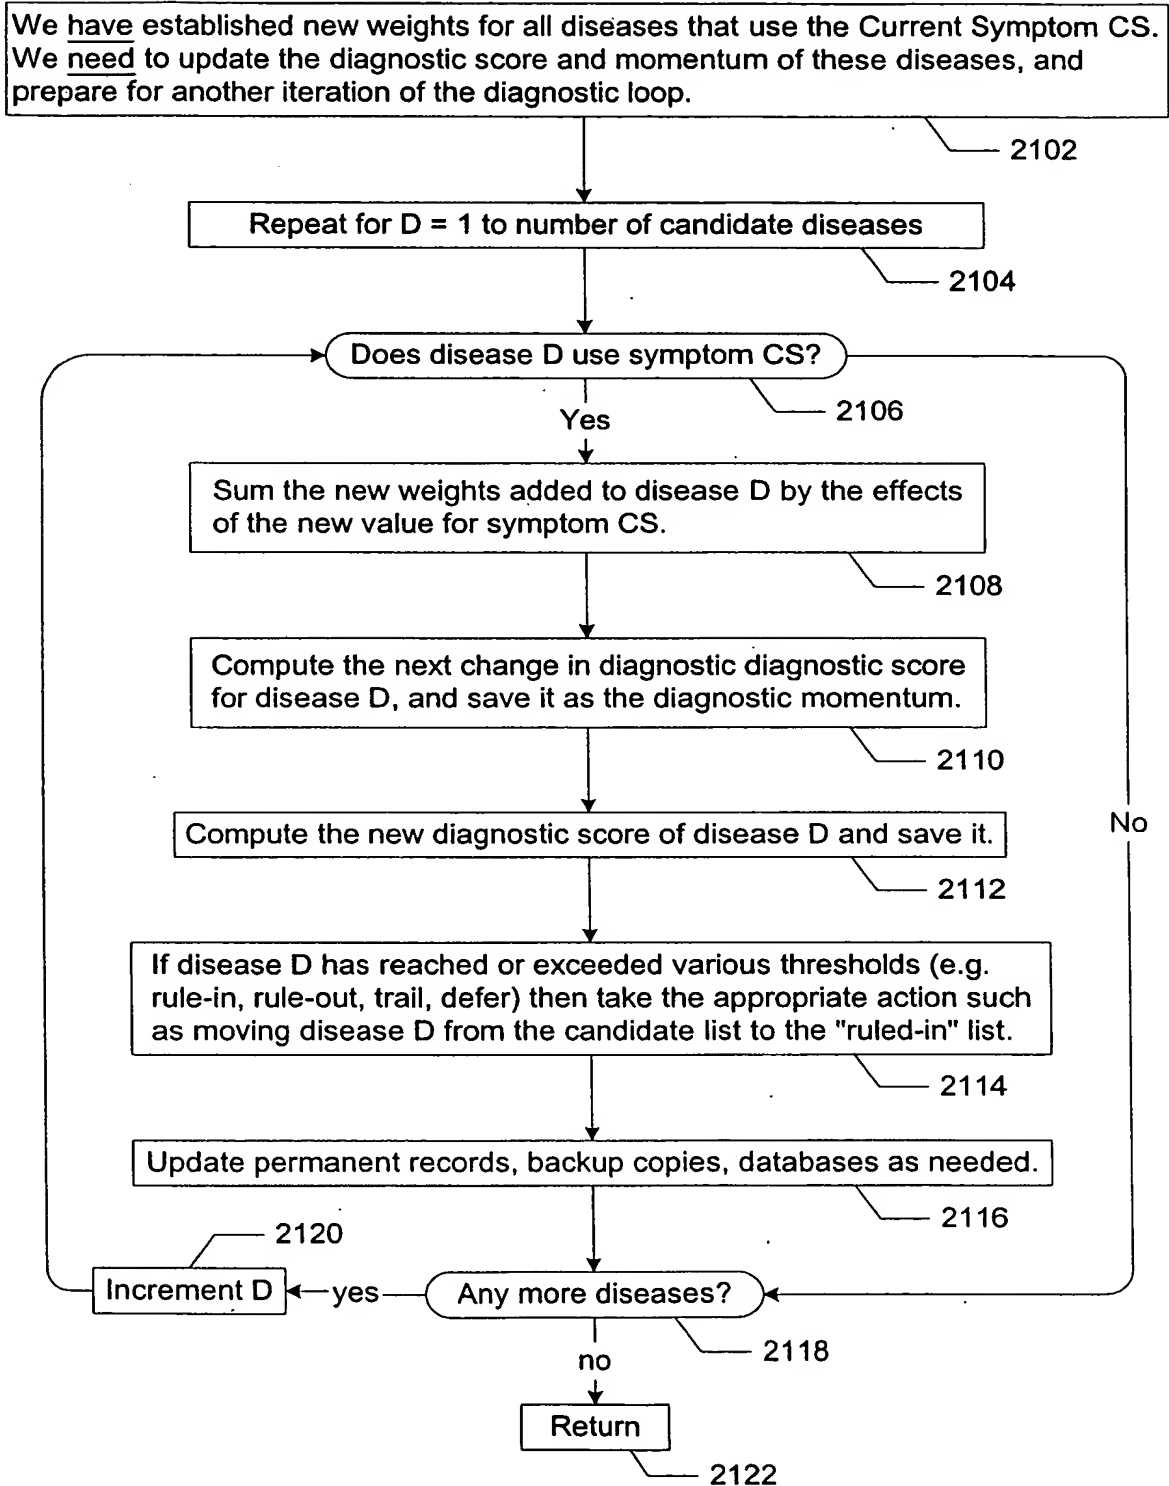 We have established new weights for all diseases that use the Current Symptom CS.
We need to update the diagnostic score and momentum of these diseases, and
prepare for another iteration of the diagnostic loop.
2102
Repeat for D = 1 to number of candidate diseases
2104
Does disease D use symptom CS?
2106
Yes
Sum the new weights added to disease D by the effects
of the new value for symptom CS.
2108
Compute the next change in diagnostic diagnostic score
for disease D, and save it as the diagnostic momentum.
2110
No
Compute the new diagnostic score of disease D and save it.
2112
If disease D has reached or exceeded various thresholds (e.g.
rule-in, rule-out, trail, defer) then take the appropriate action such
as moving disease D from the candidate list to the "ruled-in" list.
2114
Update permanent records, backup copies, databases as needed.
2116
2120
Increment D
yes
Any more diseases?
2118
no
Return
2122